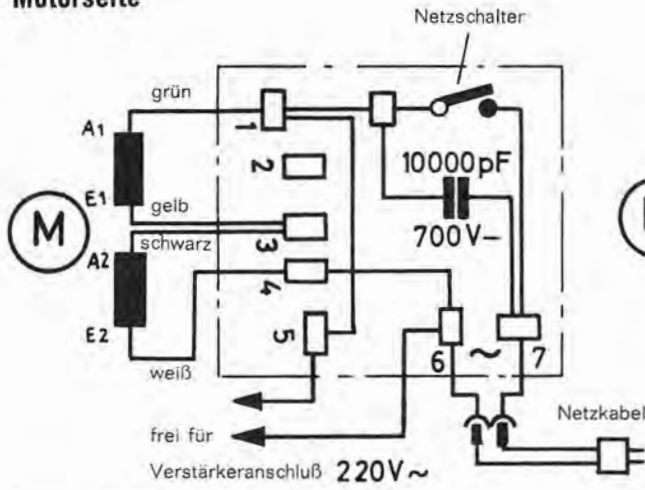 Motorseite
Netzschalter
grün
A1
1
2
10000pF
E1
gelb
M
3
700V–
schwarz
A2
4
5
E2
6
~
7
weiß
Netzkabel
frei für
Verstärkeranschluß 220V~